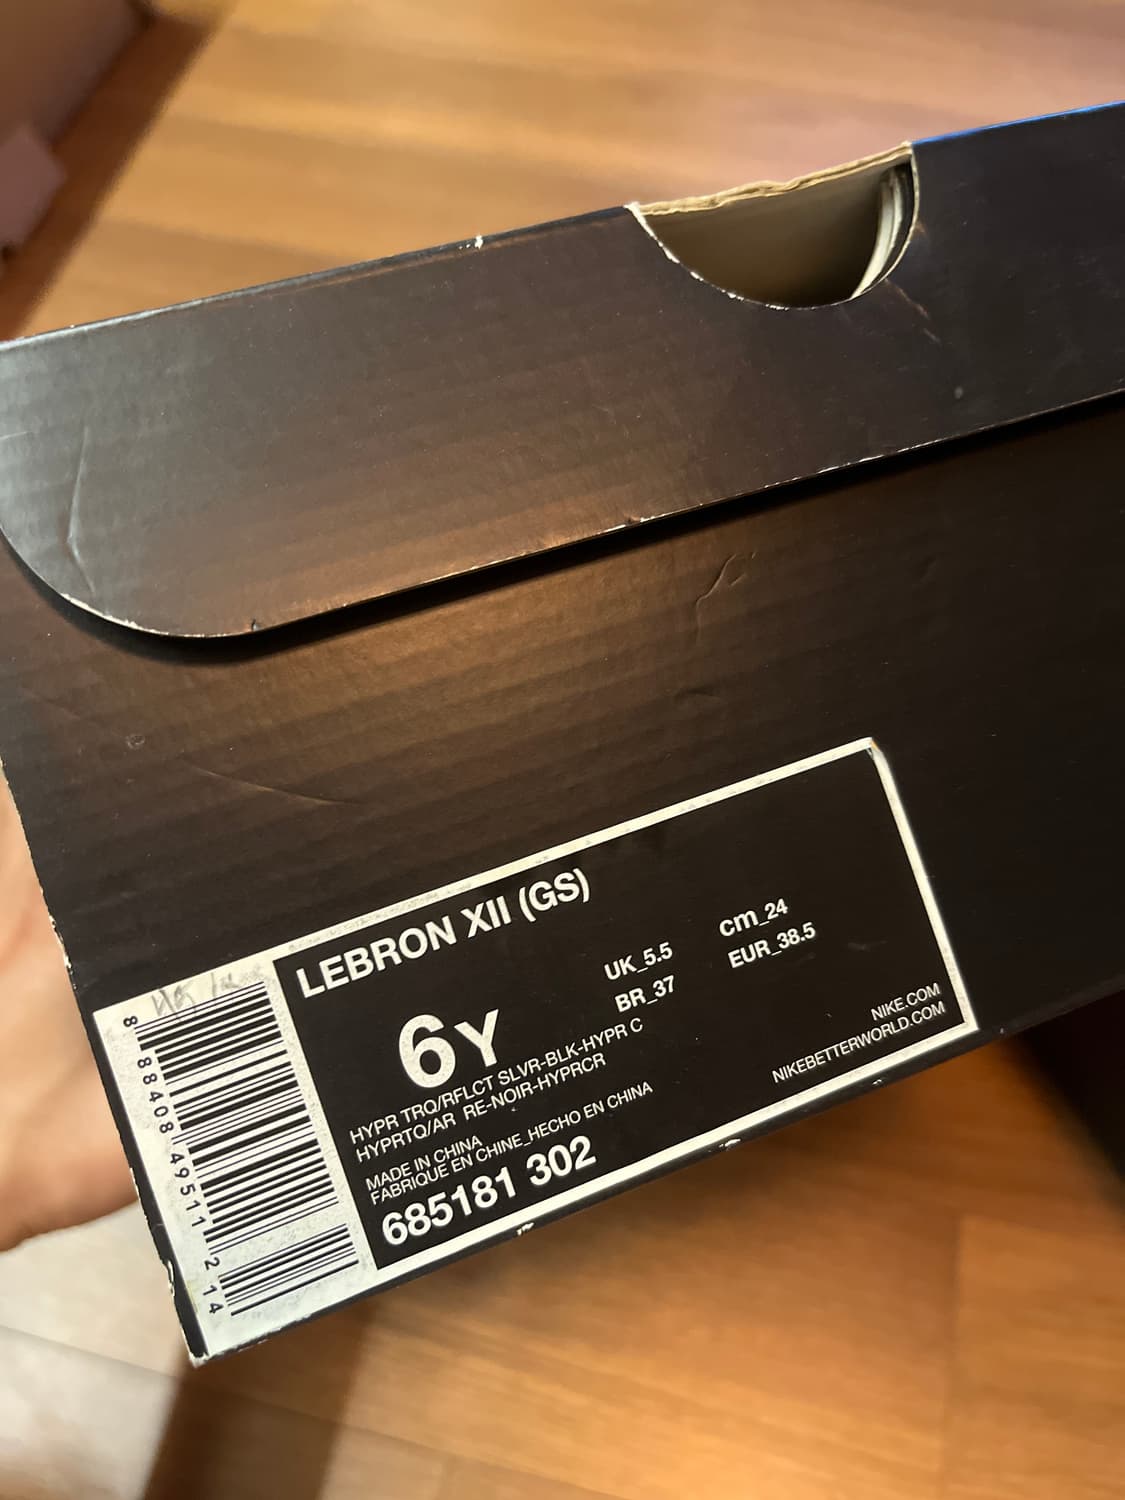 LEBRON XII (GS)
6Y
UK_5.5
BR_37
cm_24
EUR_38.5
HYPR TRQ/RFLCT SLVR-BLK-HYPR C
HYPRTQ/AR RE-NOIR-HYPRCR
MADE IN CHINA
FABRIQUE EN CHINE_HECHO EN CHINA
685181 302
NIKE.COM
NIKEBETTERWORLD.COM
8 88408 49511 2 14